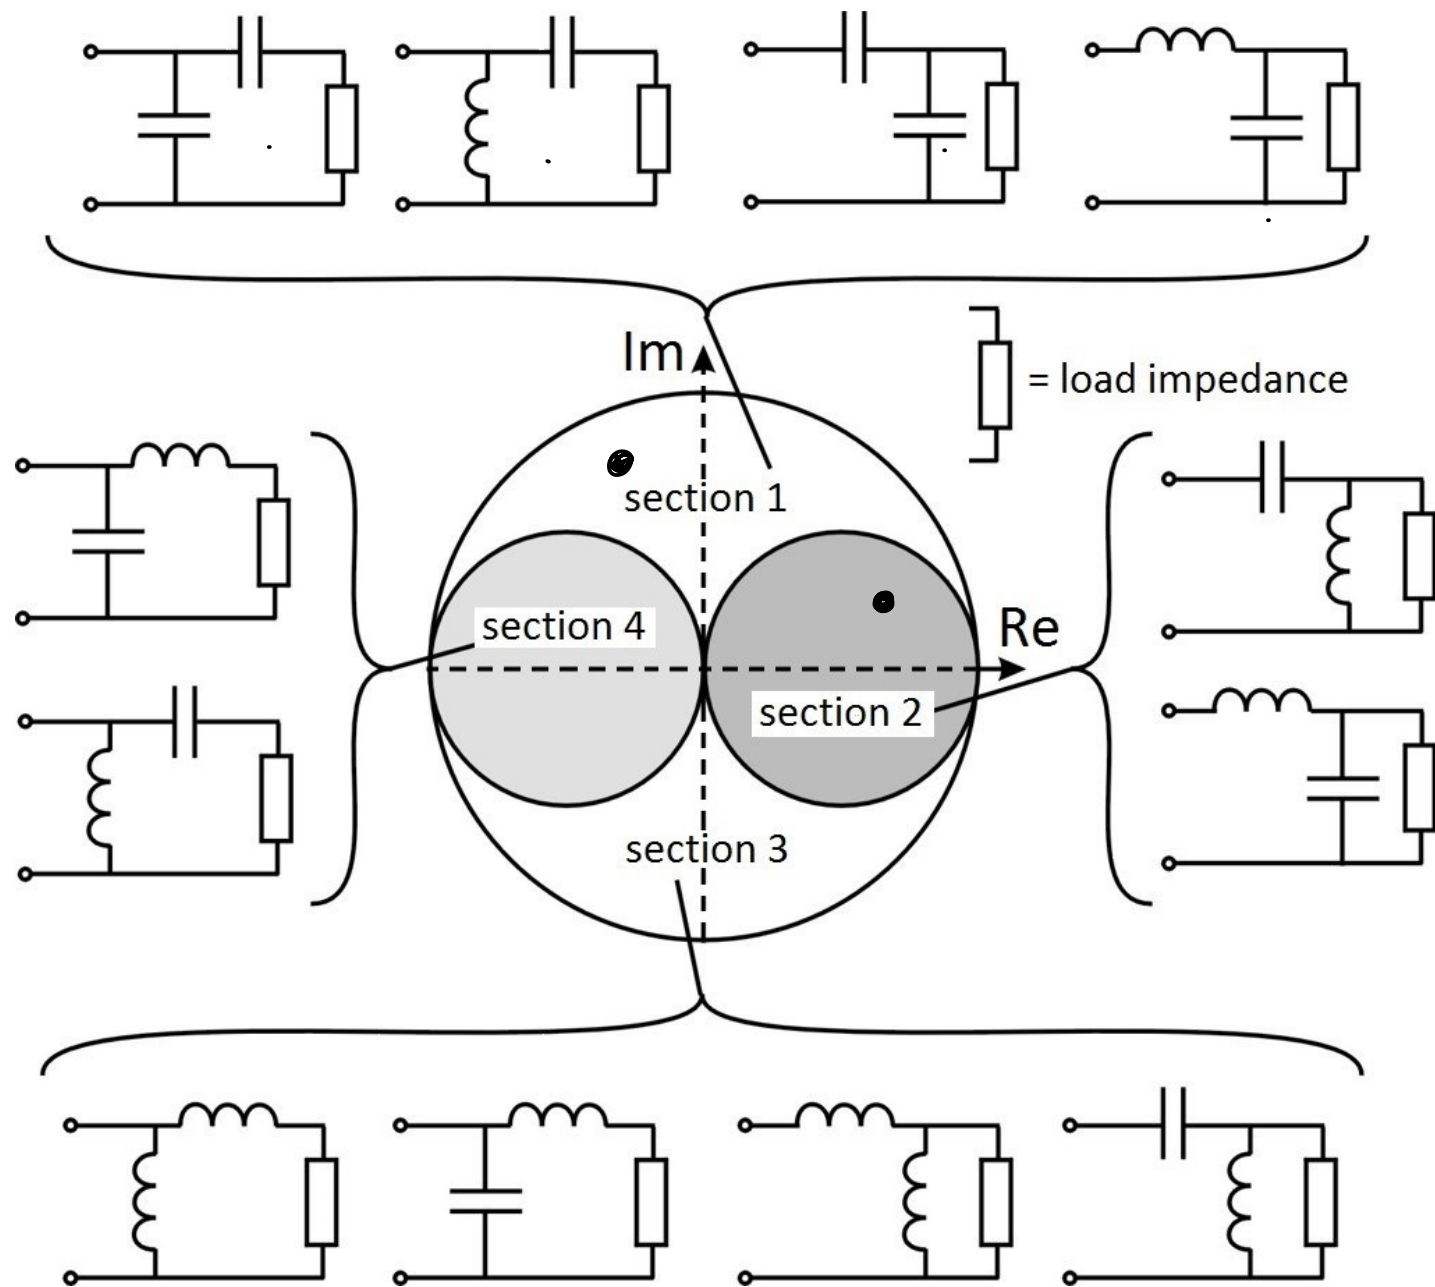 Im
= load impedance
section 1
section 4
Re
section 2
section 3